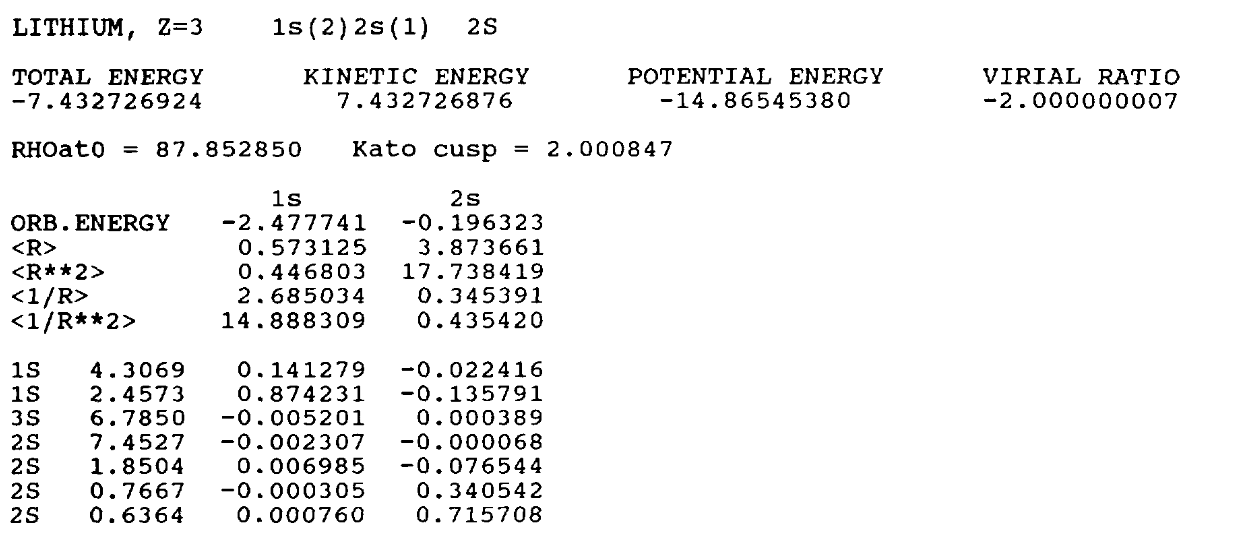 LITHIUM, Z=3 1s(2)2s(1) 2S
TOTAL ENERGY KINETIC ENERGY POTENTIAL ENERGY VIRIAL RATIO
-7.432726924 7.432726876 -14.86545380 -2.000000007
RHOat0 = 87.852850 Kato cusp = 2.000847
1s 2s
ORB.ENERGY -2.477741 -0.196323
<R> 0.573125 3.873661
<R**2> 0.446803 17.738419
<1/R> 2.685034 0.345391
<1/R**2> 14.888309 0.435420
1S 4.3069 0.141279 -0.022416
1S 2.4573 0.874231 -0.135791
3S 6.7850 -0.005201 0.000389
2S 7.4527 -0.002307 -0.000068
2S 1.8504 0.006985 -0.076544
2S 0.7667 -0.000305 0.340542
2S 0.6364 0.000760 0.715708